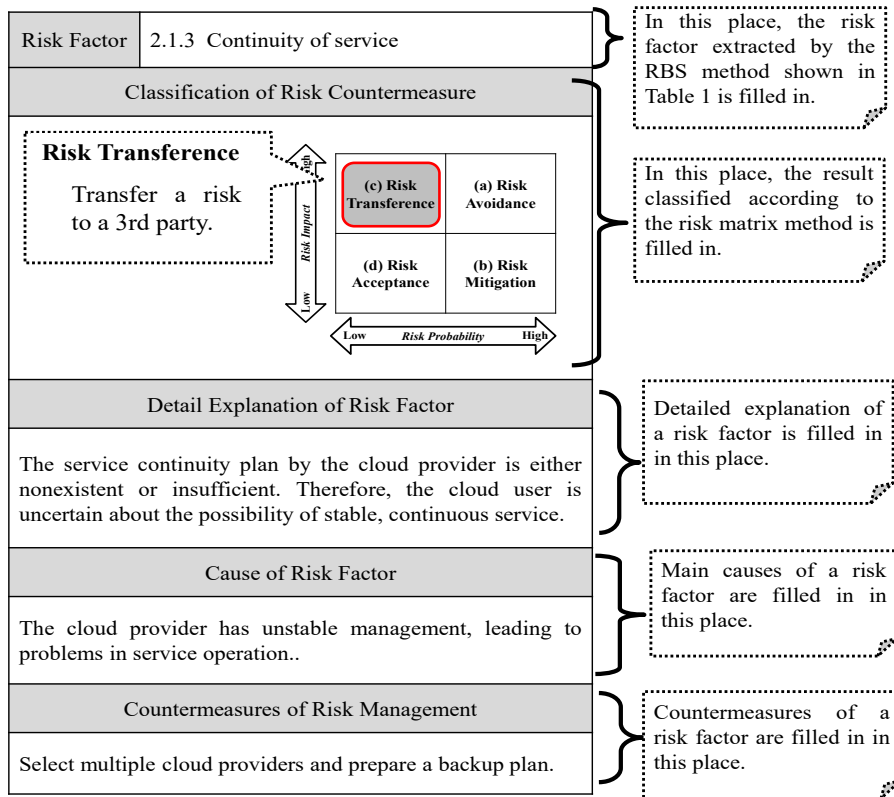 Risk Factor
2.1.3 Continuity of service
In this place, the risk
factor extracted by the
RBS method shown in
Table 1 is filled in.
Classification of Risk Countermeasure
Risk Transference
Transfer a risk
to a 3rd party.
High
Risk Impact
Low
(c) Risk
Transference
(a) Risk
Avoidance
(d) Risk
Acceptance
(b) Risk
Mitigation
Low
Risk Probability
High
In this place, the result
classified according to
the risk matrix method is
filled in.
Detail Explanation of Risk Factor
The service continuity plan by the cloud provider is either
nonexistent or insufficient. Therefore, the cloud user is
uncertain about the possibility of stable, continuous service.
Detailed explanation of
a risk factor is filled in
in this place.
Cause of Risk Factor
The cloud provider has unstable management, leading to
problems in service operation..
Main causes of a risk
factor are filled in in
this place.
Countermeasures of Risk Management
Select multiple cloud providers and prepare a backup plan.
Countermeasures of a
risk factor are filled in in
this place.